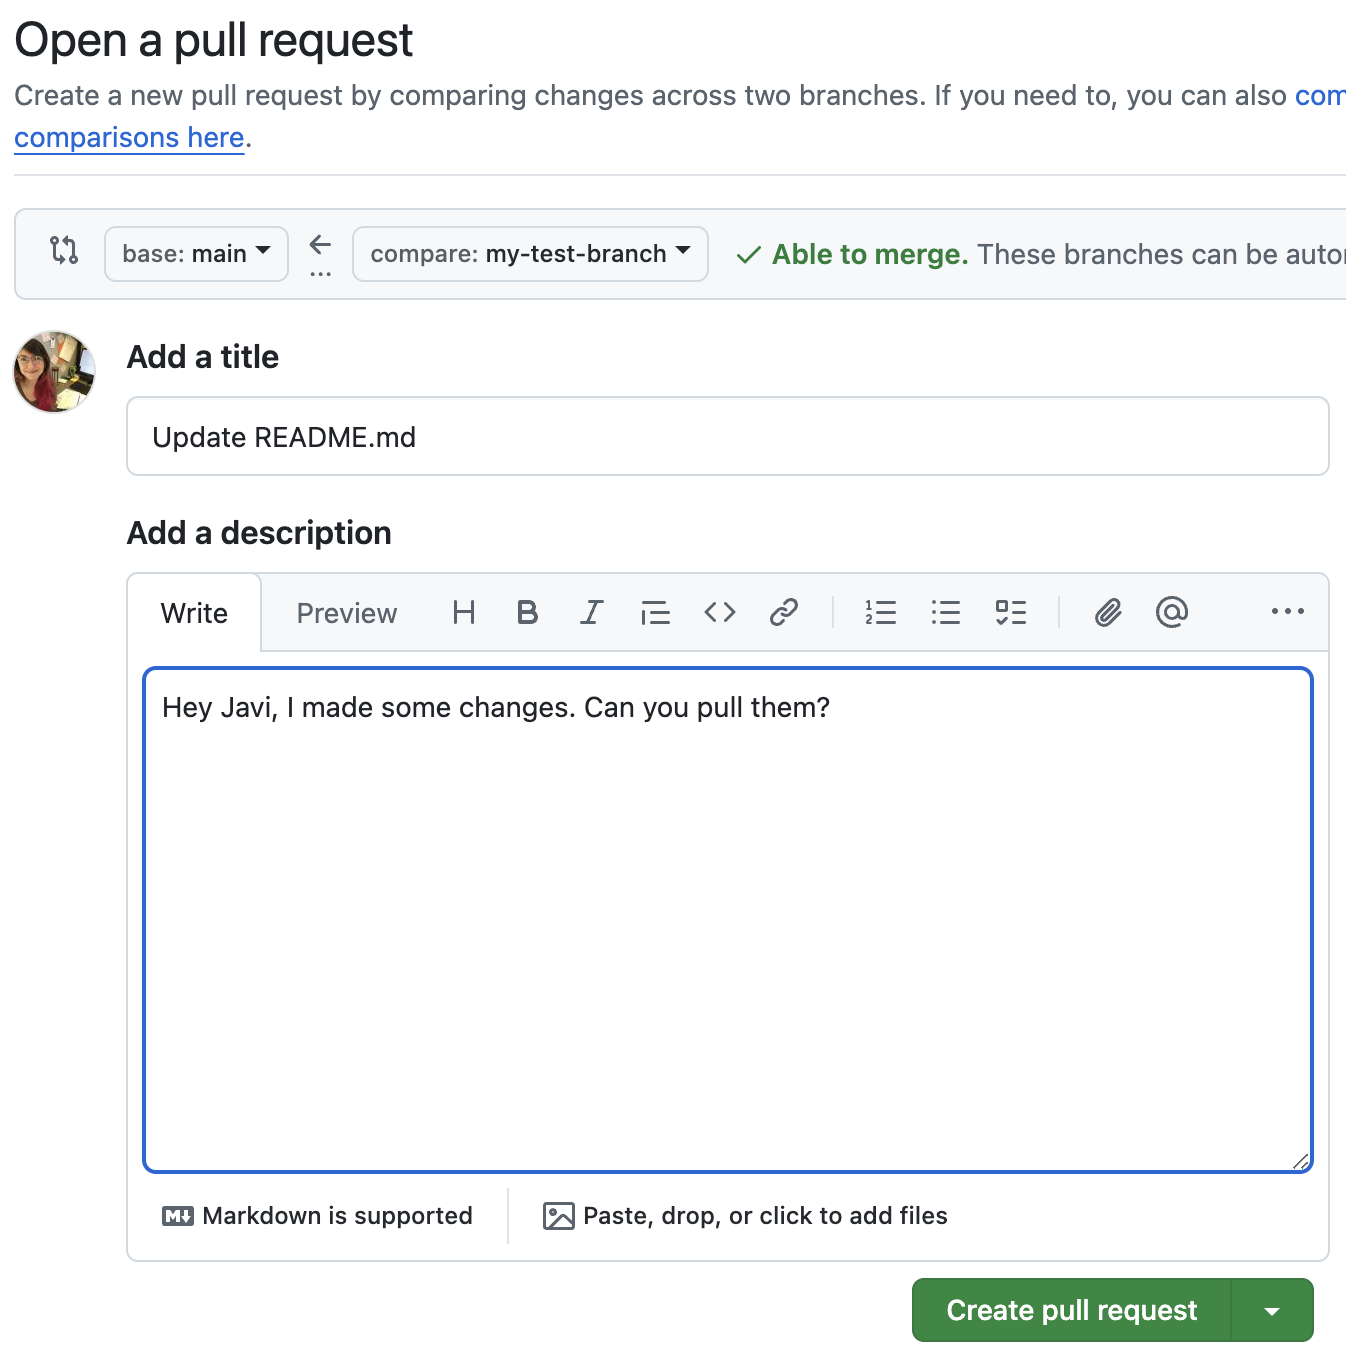 Open a pull request
Create a new pull request by comparing changes across two branches. If you need to, you can also com
comparisons here.
base: main
compare: my-test-branch
Able to merge. These branches can be auto
Add a title
Update README.md
Add a description
Write Preview H B I
Hey Javi, I made some changes. Can you pull them?
M Markdown is supported
Paste, drop, or click to add files
Create pull request